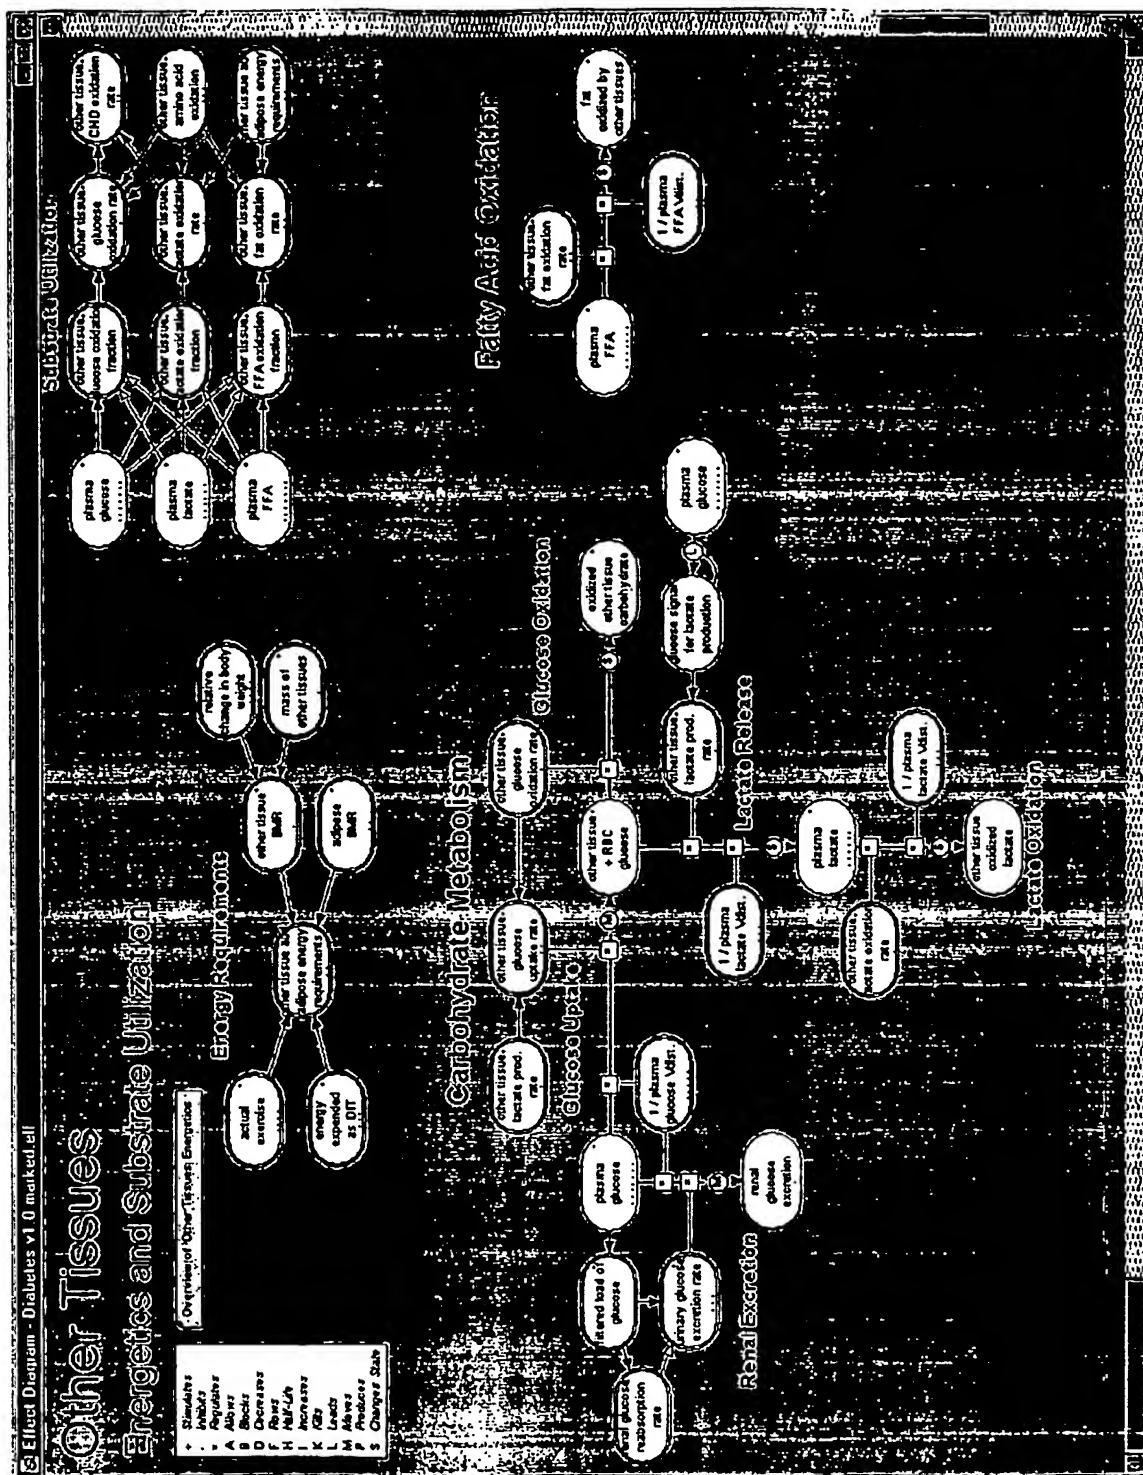 Effect Diagram - Diabetes v1.0 marked.ell
Other Tissues
Energetics and Substrate Utilization
+ Stimulates
- Inhibits
Regulates
A Allows
B Blocks
D Decreases
F Flows
H Half-Life
I Increases
K Kills
L Leads
M Moves
P Produces
S Changes State
Overview of Other Tissues Energetics
Energy Requirements
actual
exercise
energy
expended
as DIT
other tissue
BMR
adipose
BMR
relative
change in body
weight
mass of
other tissues
adipose energy
requirements
Substrate Utilization
plasma
glucose
plasma
lactate
plasma
FFA
other tissue
glucose oxidation
fraction
other tissue
lactate oxidation
fraction
other tissue
FFA oxidation
fraction
other tissue
glucose
oxidation rate
other tissue
lactate oxidation
rate
other tissue
fat oxidation
rate
other tissue
CHO oxidation
rate
other tissue
amino acid
oxidation
other tissue
adipose energy
requirements
Carbohydrate Metabolism
other tissue
lactate prod.
rate
other tissue
glucose
uptake rate
other tissue
glucose
oxidation rate
Glucose Uptake
Glucose Oxidation
plasma
glucose
1 / plasma
glucose Vdist.
other tissue
+ RBC
glucose
oxidized
other tissue
carbohydrate
filtered load of
glucose
renal glucose
reabsorption
rate
urinary glucose
excretion rate
renal
glucose
excretion
Renal Excretion
other tissue
lactate prod.
rate
glucose signal
for lactate
production
plasma
glucose
1 / plasma
lactate Vdist.
Lactate Release
plasma
lactate
other tissue
lactate oxidation
rate
1 / plasma
lactate Vdist.
other tissue
oxidized
lactate
Lactate Oxidation
Fatty Acid Oxidation
other tissue
fat oxidation
rate
plasma
FFA
1 / plasma
FFA Vdist.
fat
oxidized by
other tissues